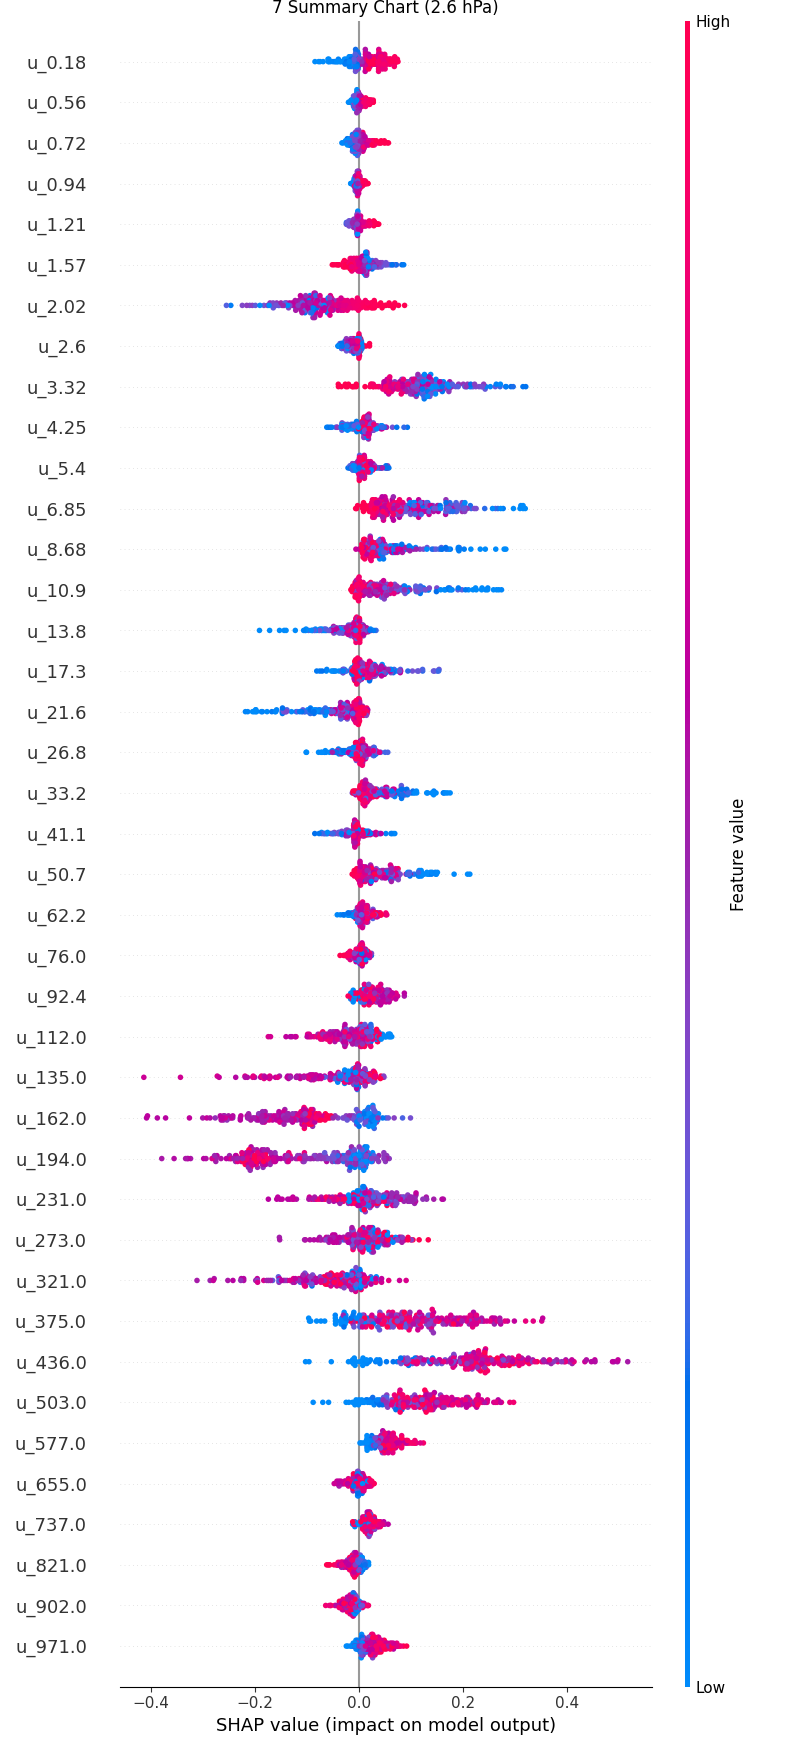 7 Summary Chart (2.6 hPa)
High
u_0.18
u_0.56
u_0.72
u_0.94
u_1.21
u_1.57
u_2.02
u_2.6
u_3.32
u_4.25
u_5.4
u_6.85
u_8.68
u_10.9
u_13.8
u_17.3
u_21.6
u_26.8
u_33.2
u_41.1
u_50.7
u_62.2
u_76.0
u_92.4
u_112.0
u_135.0
u_162.0
u_194.0
u_231.0
u_273.0
u_321.0
u_375.0
u_436.0
u_503.0
u_577.0
u_655.0
u_737.0
u_821.0
u_902.0
u_971.0
Feature value
Low
−0.4 −0.2 0.0 0.2 0.4
SHAP value (impact on model output)